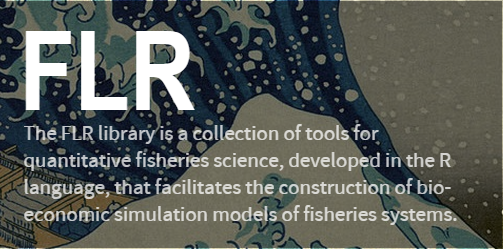 FLR
The FLR library is a collection of tools for
quantitative fisheries science, developed in the R
language, that facilitates the construction of bio-
economic simulation models of fisheries systems.